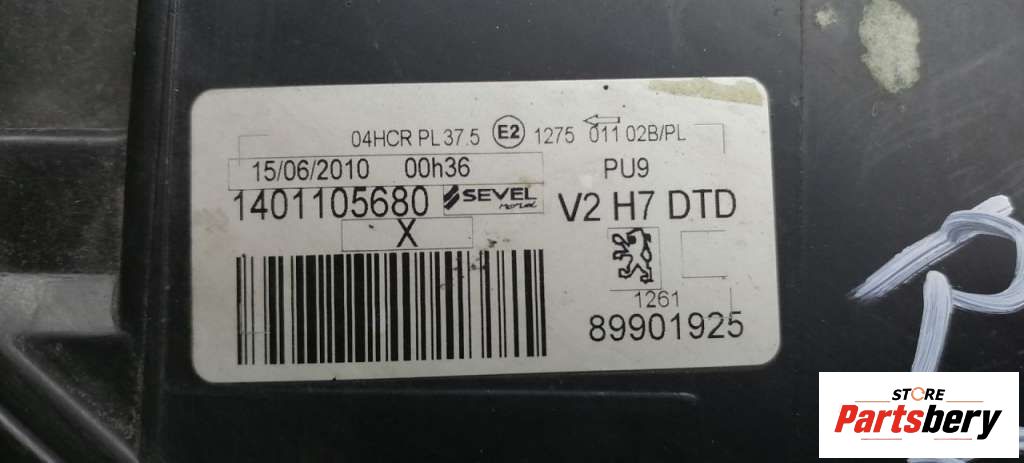 04HCR PL 37.5 E2 1275 011 02B/PL
15/06/2010 00h36 PU9
1401105680 SEVEL V2 H7 DTD
X
1261
89901925
STORE
Partsbery